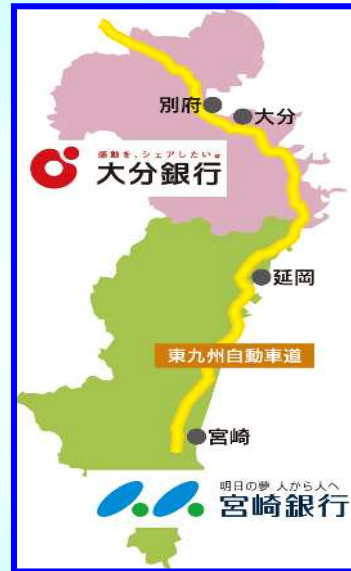 別府
大分
感動を、シェアしたい。
大分銀行
延岡
東九州自動車道
宮崎
明日の夢 人から人へ
宮崎銀行